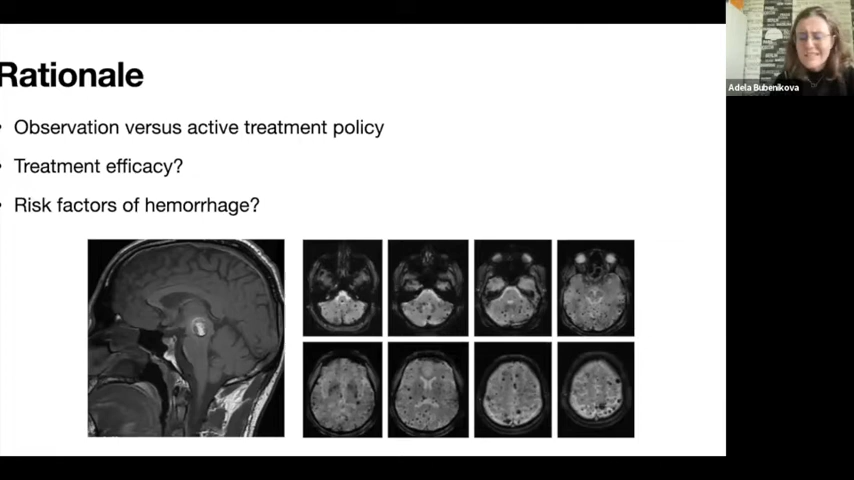 Rationale
• Observation versus active treatment policy
• Treatment efficacy?
• Risk factors of hemorrhage?
Adela Bubenikova